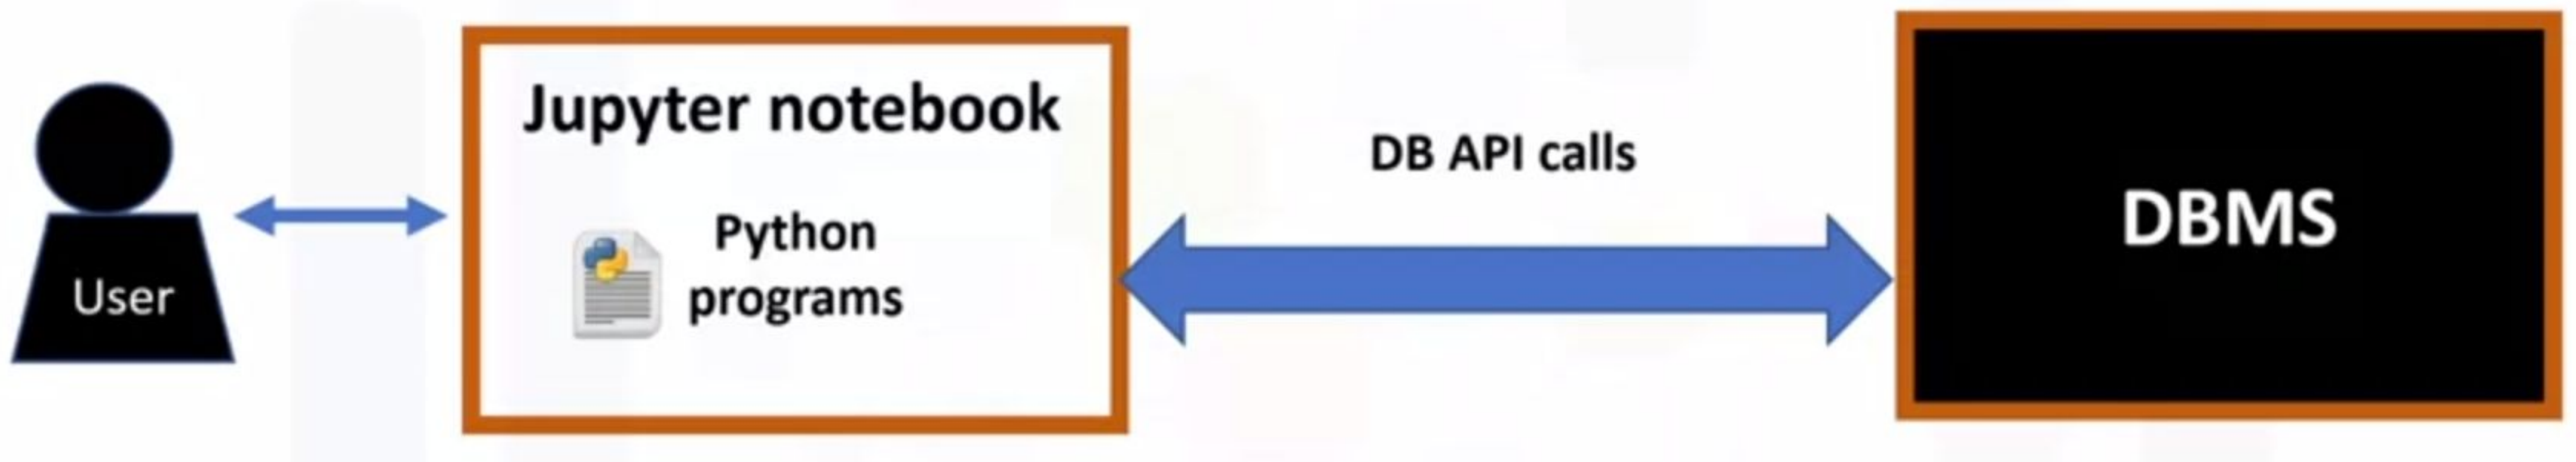 User
Jupyter notebook
Python
programs
DB API calls
DBMS